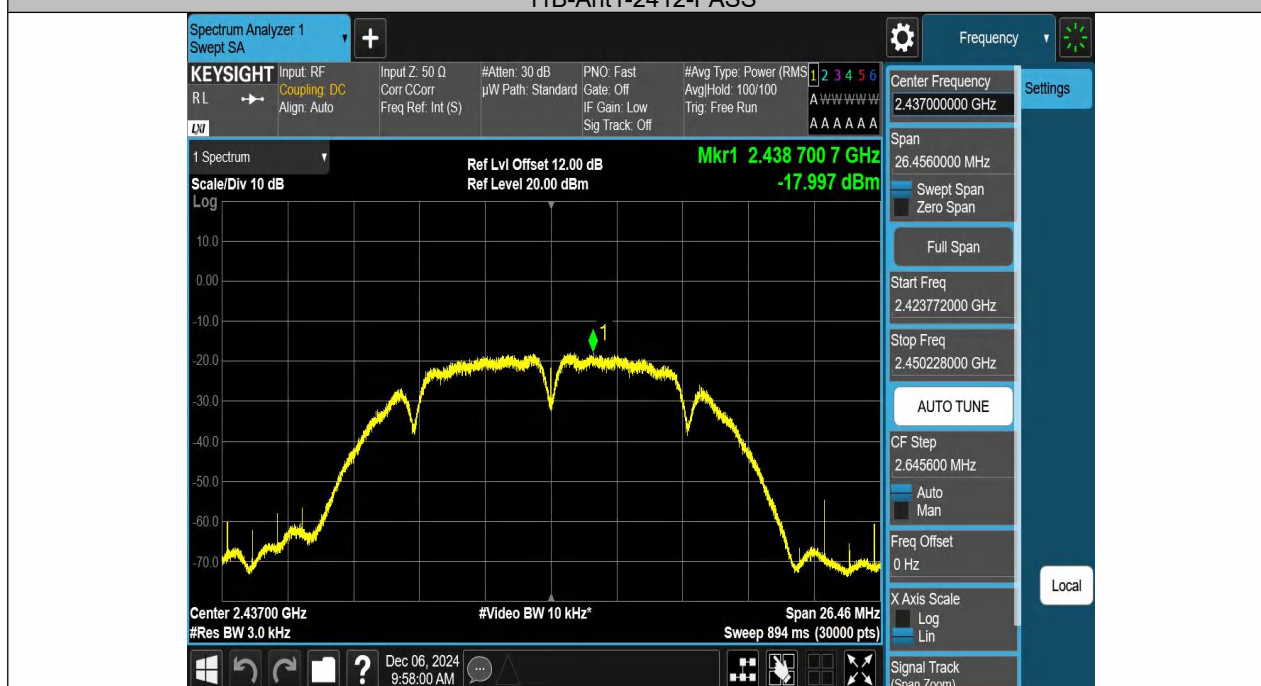 11B-Ant1-2412-PASS
Spectrum Analyzer 1
Swept SA
Frequency
KEYSIGHT
RL
LXI
Input: RF
Coupling: DC
Align: Auto
Input Z: 50 Ω
Corr CCorr
Freq Ref: Int (S)
#Atten: 30 dB
µW Path: Standard
PNO: Fast
Gate: Off
IF Gain: Low
Sig Track: Off
#Avg Type: Power (RMS
Avg|Hold: 100/100
Trig: Free Run
1 2 3 4 5 6
A W W W W W
A A A A A A
1 Spectrum
Scale/Div 10 dB
Log
Ref Lvl Offset 12.00 dB
Ref Level 20.00 dBm
Mkr1 2.438 700 7 GHz
-17.997 dBm
10.0
0.00
-10.0
-20.0
-30.0
-40.0
-50.0
-60.0
-70.0
1
Center 2.43700 GHz
#Res BW 3.0 kHz
#Video BW 10 kHz*
Span 26.46 MHz
Sweep 894 ms (30000 pts)
Dec 06, 2024
9:58:00 AM
Center Frequency
2.437000000 GHz
Settings
Span
26.4560000 MHz
Swept Span
Zero Span
Full Span
Start Freq
2.423772000 GHz
Stop Freq
2.450228000 GHz
AUTO TUNE
CF Step
2.645600 MHz
Auto
Man
Freq Offset
0 Hz
X Axis Scale
Log
Lin
Local
Signal Track
(Span Zoom)